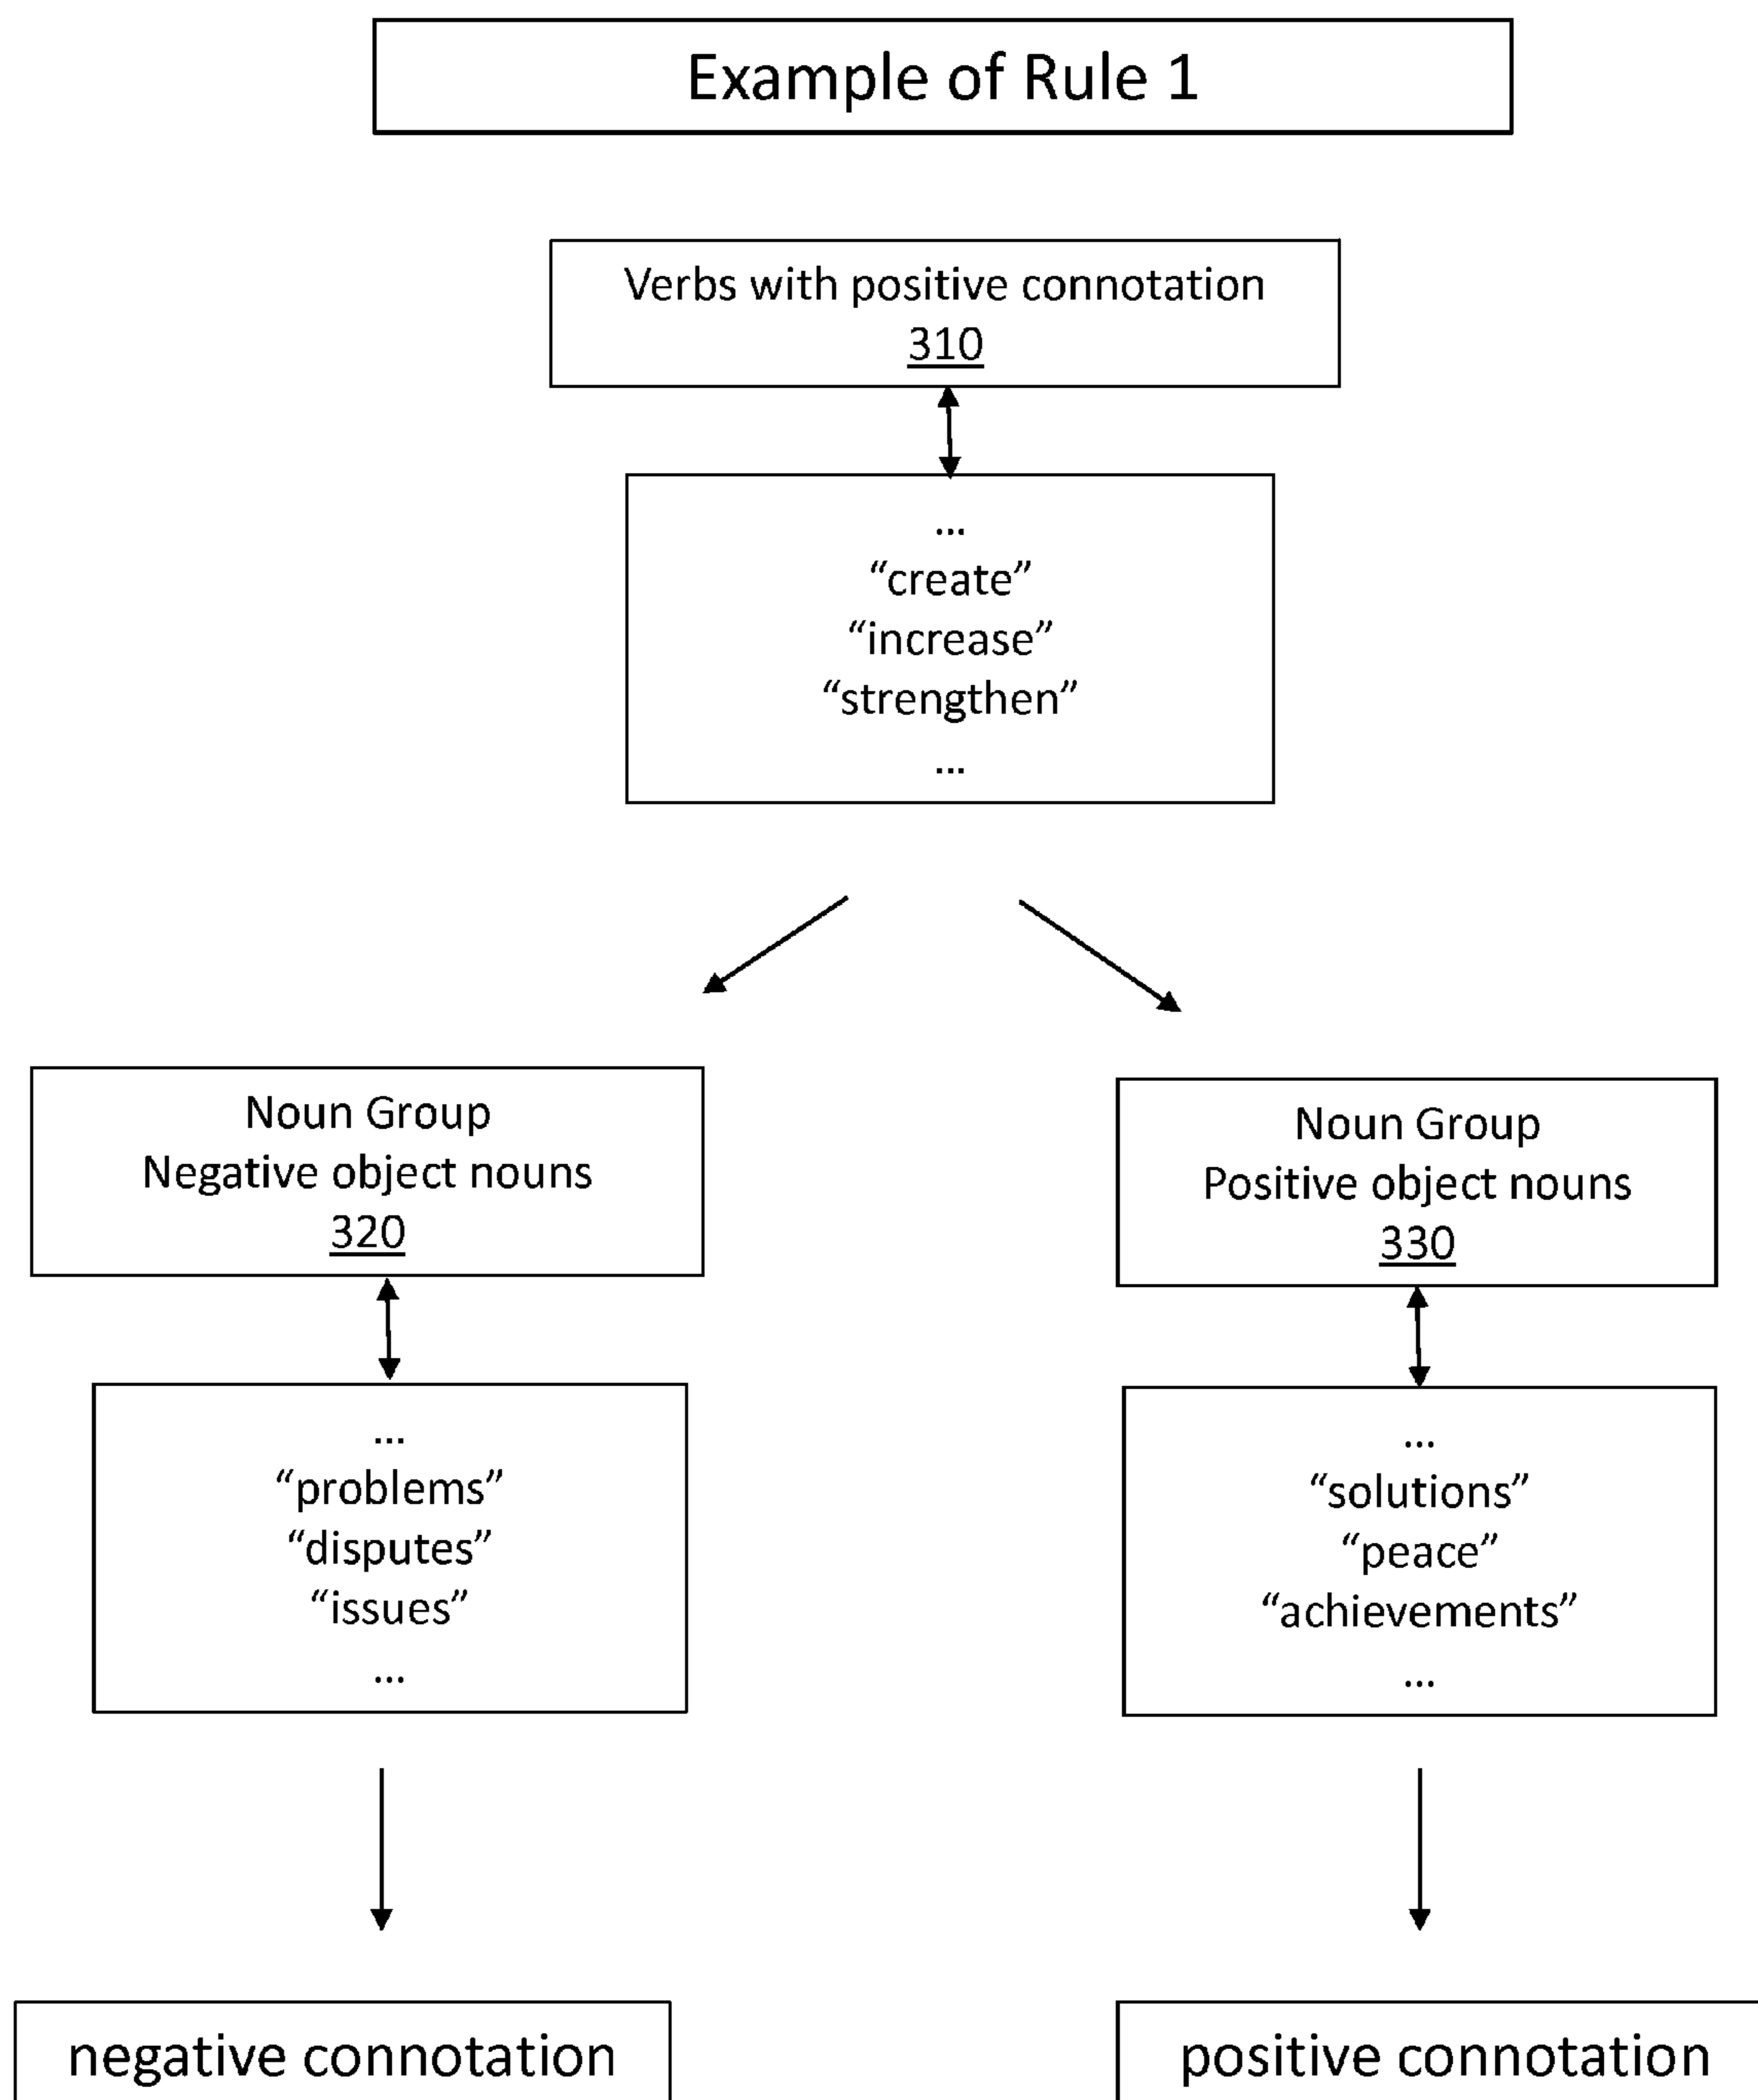 Example of Rule 1
Verbs with positive connotation
310
...
“create”
“increase”
“strengthen”
...
Noun Group
Negative object nouns
320
...
“problems”
“disputes”
“issues”
...
negative connotation
Noun Group
Positive object nouns
330
...
“solutions”
“peace”
“achievements”
...
positive connotation